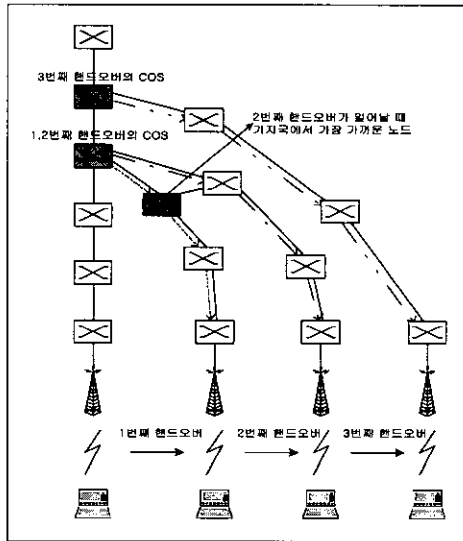 3번째 핸드오버의 COS
1,2번째 핸드오버의 COS
2번째 핸드오버가 일어날 때
기지국에서 가장 가까운 노드
1번째 핸드오버
2번째 핸드오버
3번째 핸드오버